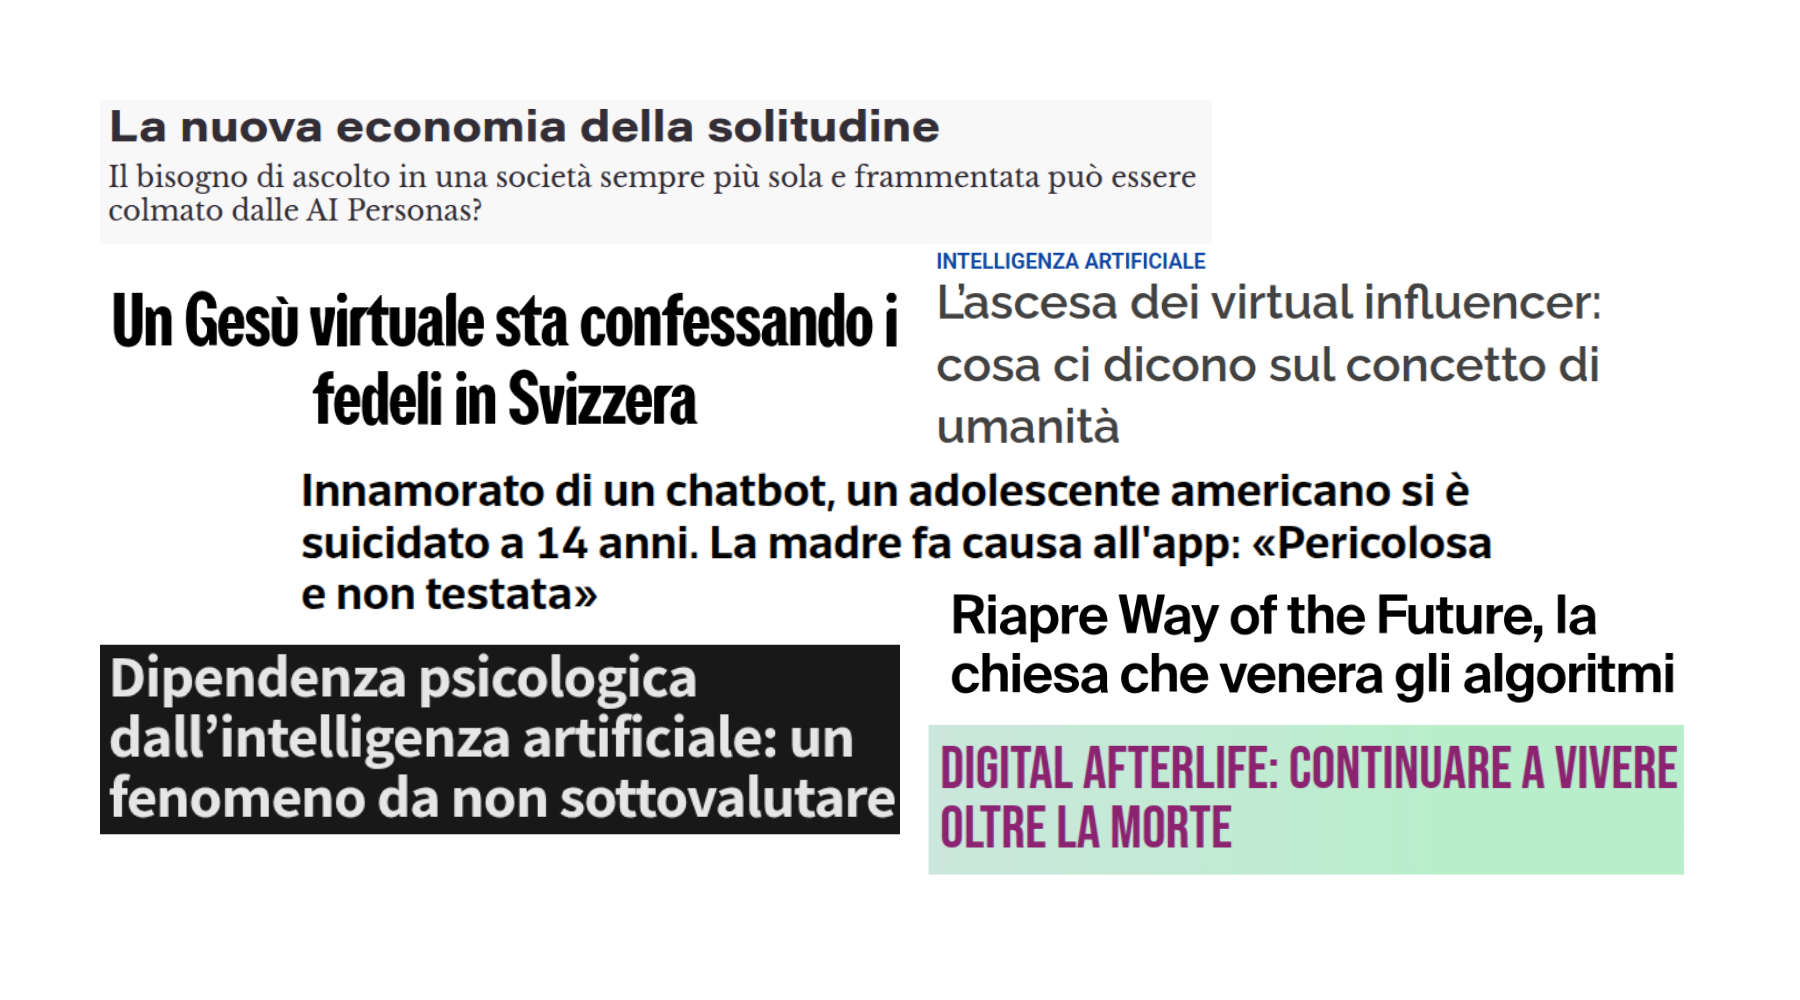 La nuova economia della solitudine
Il bisogno di ascolto in una società sempre più sola e frammentata può essere
colmato dalle AI Personas?
Un Gesù virtuale sta confessando i
fedeli in Svizzera
INTELLIGENZA ARTIFICIALE
L’ascesa dei virtual influencer:
cosa ci dicono sul concetto di
umanità
Innamorato di un chatbot, un adolescente americano si è
suicidato a 14 anni. La madre fa causa all'app: «Pericolosa
e non testata»
Riapre Way of the Future, la
chiesa che venera gli algoritmi
Dipendenza psicologica
dall’intelligenza artificiale: un
fenomeno da non sottovalutare
DIGITAL AFTERLIFE: CONTINUARE A VIVERE
OLTRE LA MORTE